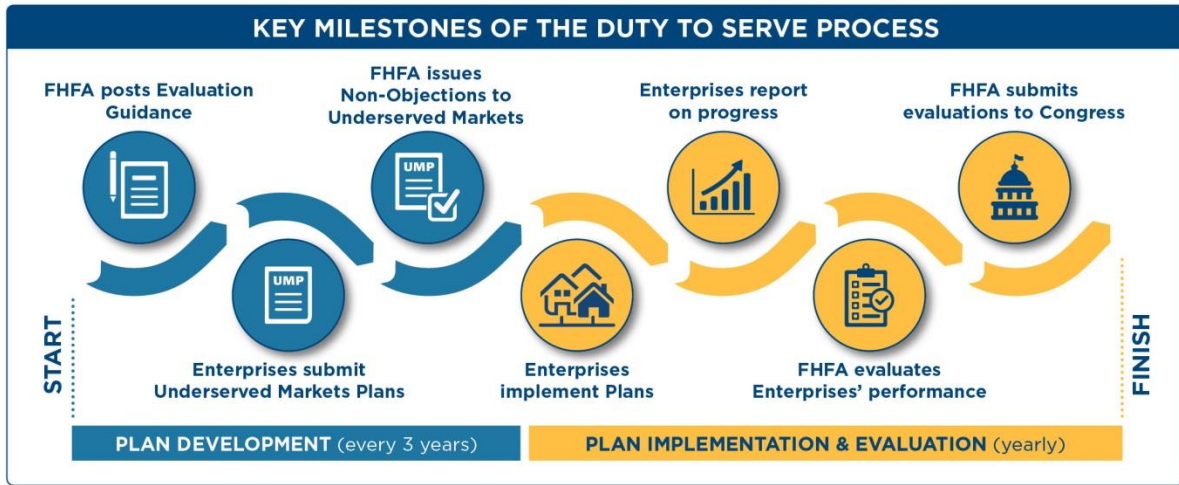 KEY MILESTONES OF THE DUTY TO SERVE PROCESS
FHFA posts Evaluation
Guidance
FHFA issues
Non-Objections to
Underserved Markets
Enterprises report
on progress
FHFA submits
evaluations to Congress
UMP
UMP
START
Enterprises submit
Underserved Markets Plans
Enterprises
implement Plans
FHFA evaluates
Enterprises’ performance
FINISH
PLAN DEVELOPMENT (every 3 years)
PLAN IMPLEMENTATION & EVALUATION (yearly)